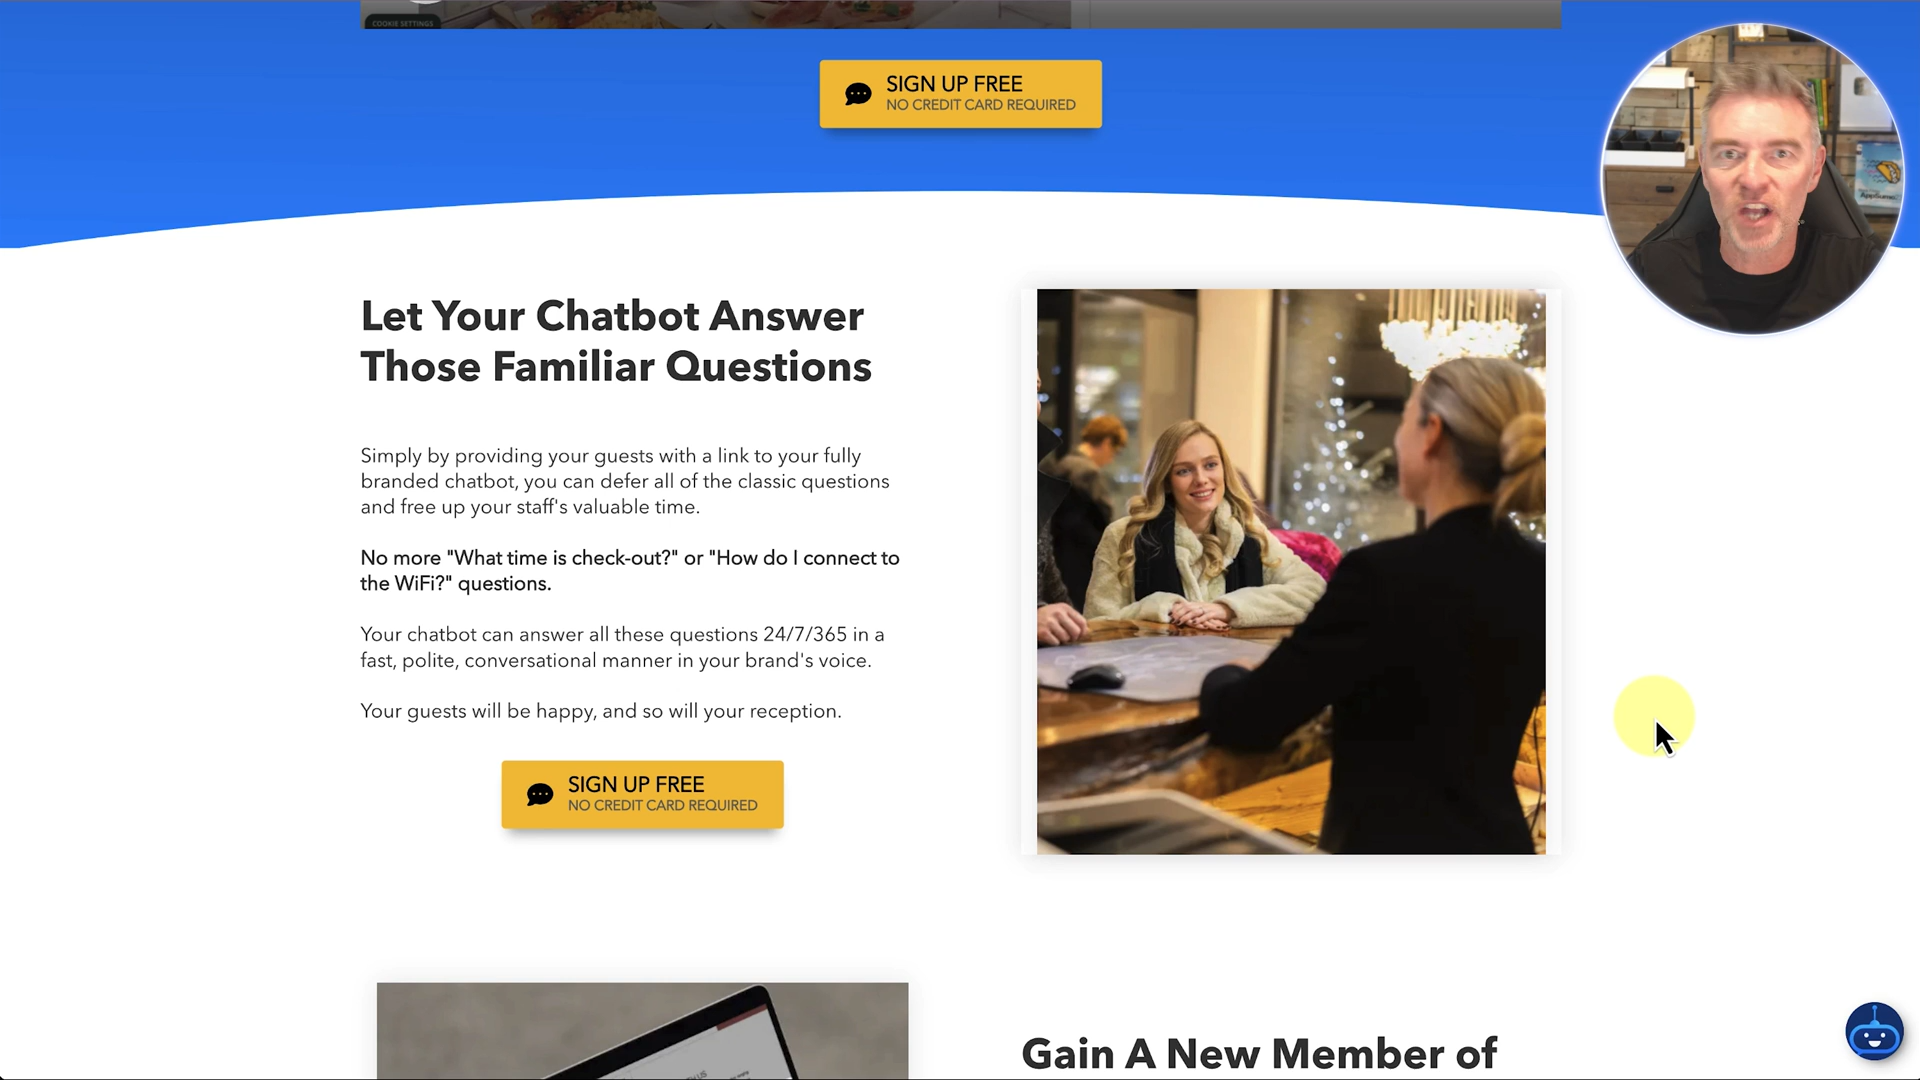 COOKIE SETTINGS
SIGN UP FREE
NO CREDIT CARD REQUIRED
AppSumo
Let Your Chatbot Answer
Those Familiar Questions
Simply by providing your guests with a link to your fully
branded chatbot, you can defer all of the classic questions
and free up your staff's valuable time.
No more "What time is check-out?" or "How do I connect to
the WiFi?" questions.
Your chatbot can answer all these questions 24/7/365 in a
fast, polite, conversational manner in your brand's voice.
Your guests will be happy, and so will your reception.
SIGN UP FREE
NO CREDIT CARD REQUIRED
Gain A New Member of